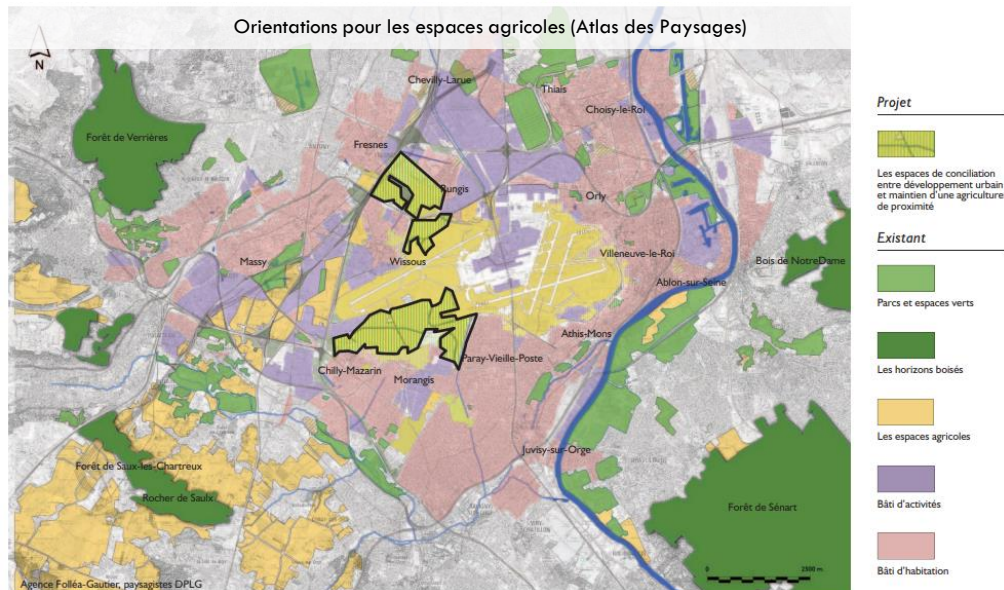 Orientations pour les espaces agricoles (Atlas des Paysages)
N
Chevilly-Larue
Thiais
Choisy-le-Roi
Forêt de Verrières
Fresnes
Rungis
Orly
Massy
Wissous
Villeneuve-le-Roi
Bois de NotreDame
Ablon-sur-Seine
Athis-Mons
Chilly-Mazarin
Paray-Vieille-Poste
Morangis
Juvisy-sur-Orge
Forêt de Saux-les-Chartreux
Rocher de Saulx
Forêt de Sénart
Agence Folléa-Gautier, paysagistes DPLG
0
2500 m.
Projet
Les espaces de conciliation
entre développement urbain
et maintien d'une agriculture
de proximité
Existant
Parcs et espaces verts
Les horizons boisés
Les espaces agricoles
Bâti d'activités
Bâti d'habitation